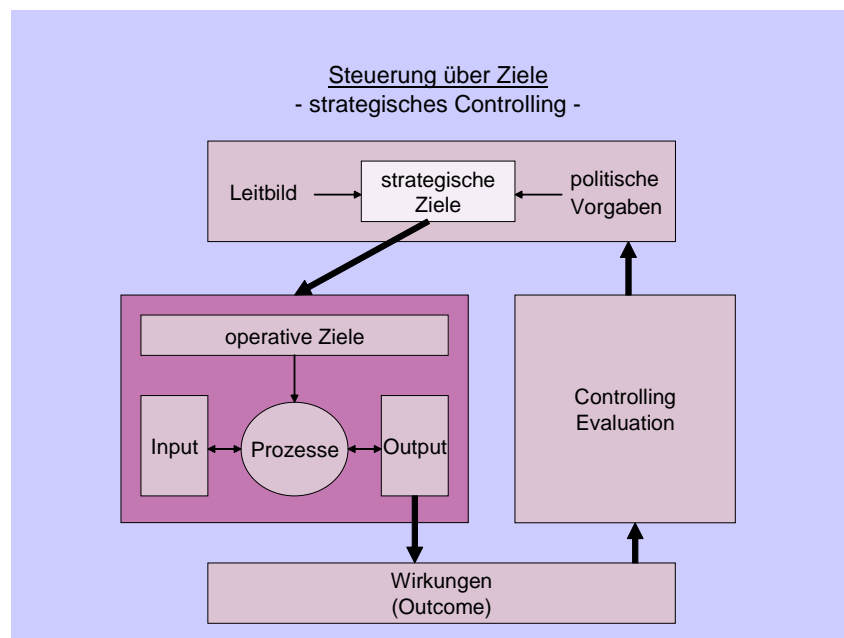 Steuerung über Ziele
- strategisches Controlling -
Leitbild
strategische
Ziele
politische
Vorgaben
operative Ziele
Input
Prozesse
Output
Controlling
Evaluation
Wirkungen
(Outcome)